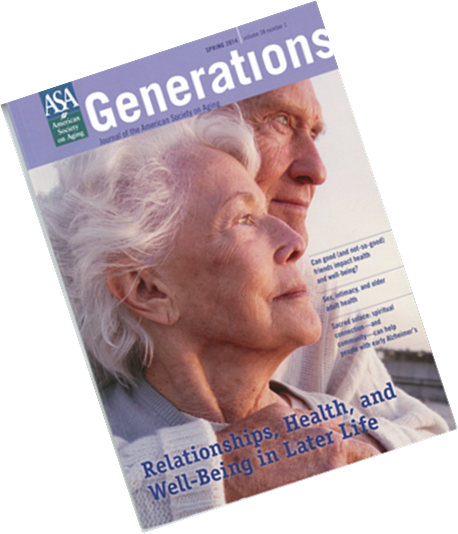 SPRING 2014 volume 38 number 1
ASA
American
Society
on Aging
Generations
Journal of the American Society on Aging
Can good (and not-so-good)
friends impact health
and well-being?
Sex, intimacy, and older
adult health
Sacred solace: spiritual
connection—and
community—can help
people with early Alzheimer's
Relationships, Health, and
Well-Being in Later Life